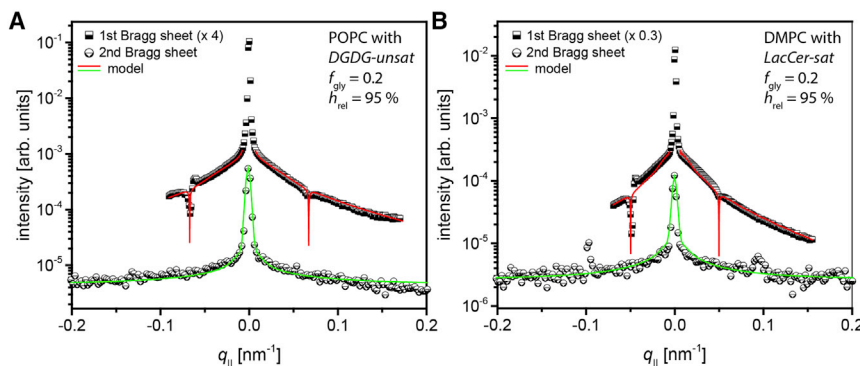 A
1st Bragg sheet (x 4)
2nd Bragg sheet
model
POPC with
DGDG-unsat
f_gly = 0.2
h_rel = 95 %
intensity [arb. units]
10^-1
10^-2
10^-3
10^-4
10^-5
-0.2 -0.1 0.0 0.1 0.2
q_|| [nm^-1]
B
1st Bragg sheet (x 0.3)
2nd Bragg sheet
model
DMPC with
LacCer-sat
f_gly = 0.2
h_rel = 95 %
intensity [arb. units]
10^-2
10^-3
10^-4
10^-5
10^-6
-0.2 -0.1 0.0 0.1 0.2
q_|| [nm^-1]